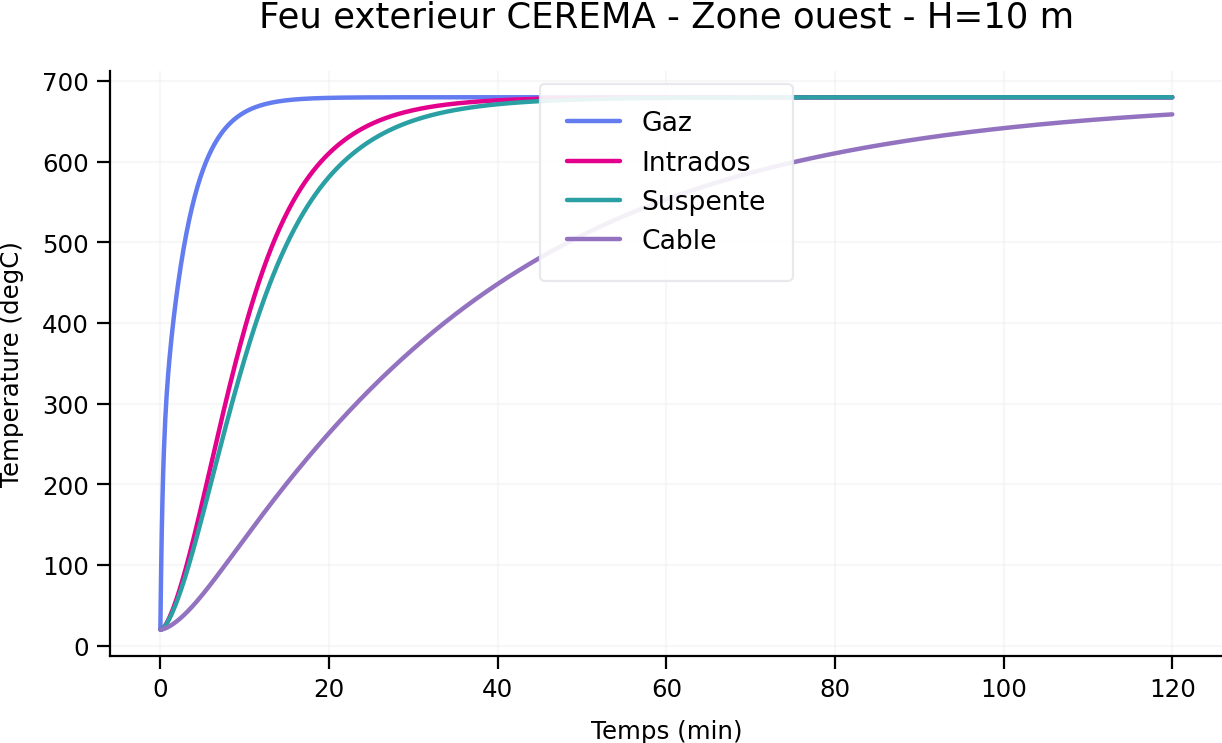 Feu exterieur CEREMA - Zone ouest - H=10 m
700
600
500
400
300
200
100
0
Temperature (degC)
Gaz
Intrados
Suspente
Cable
0 20 40 60 80 100 120
Temps (min)